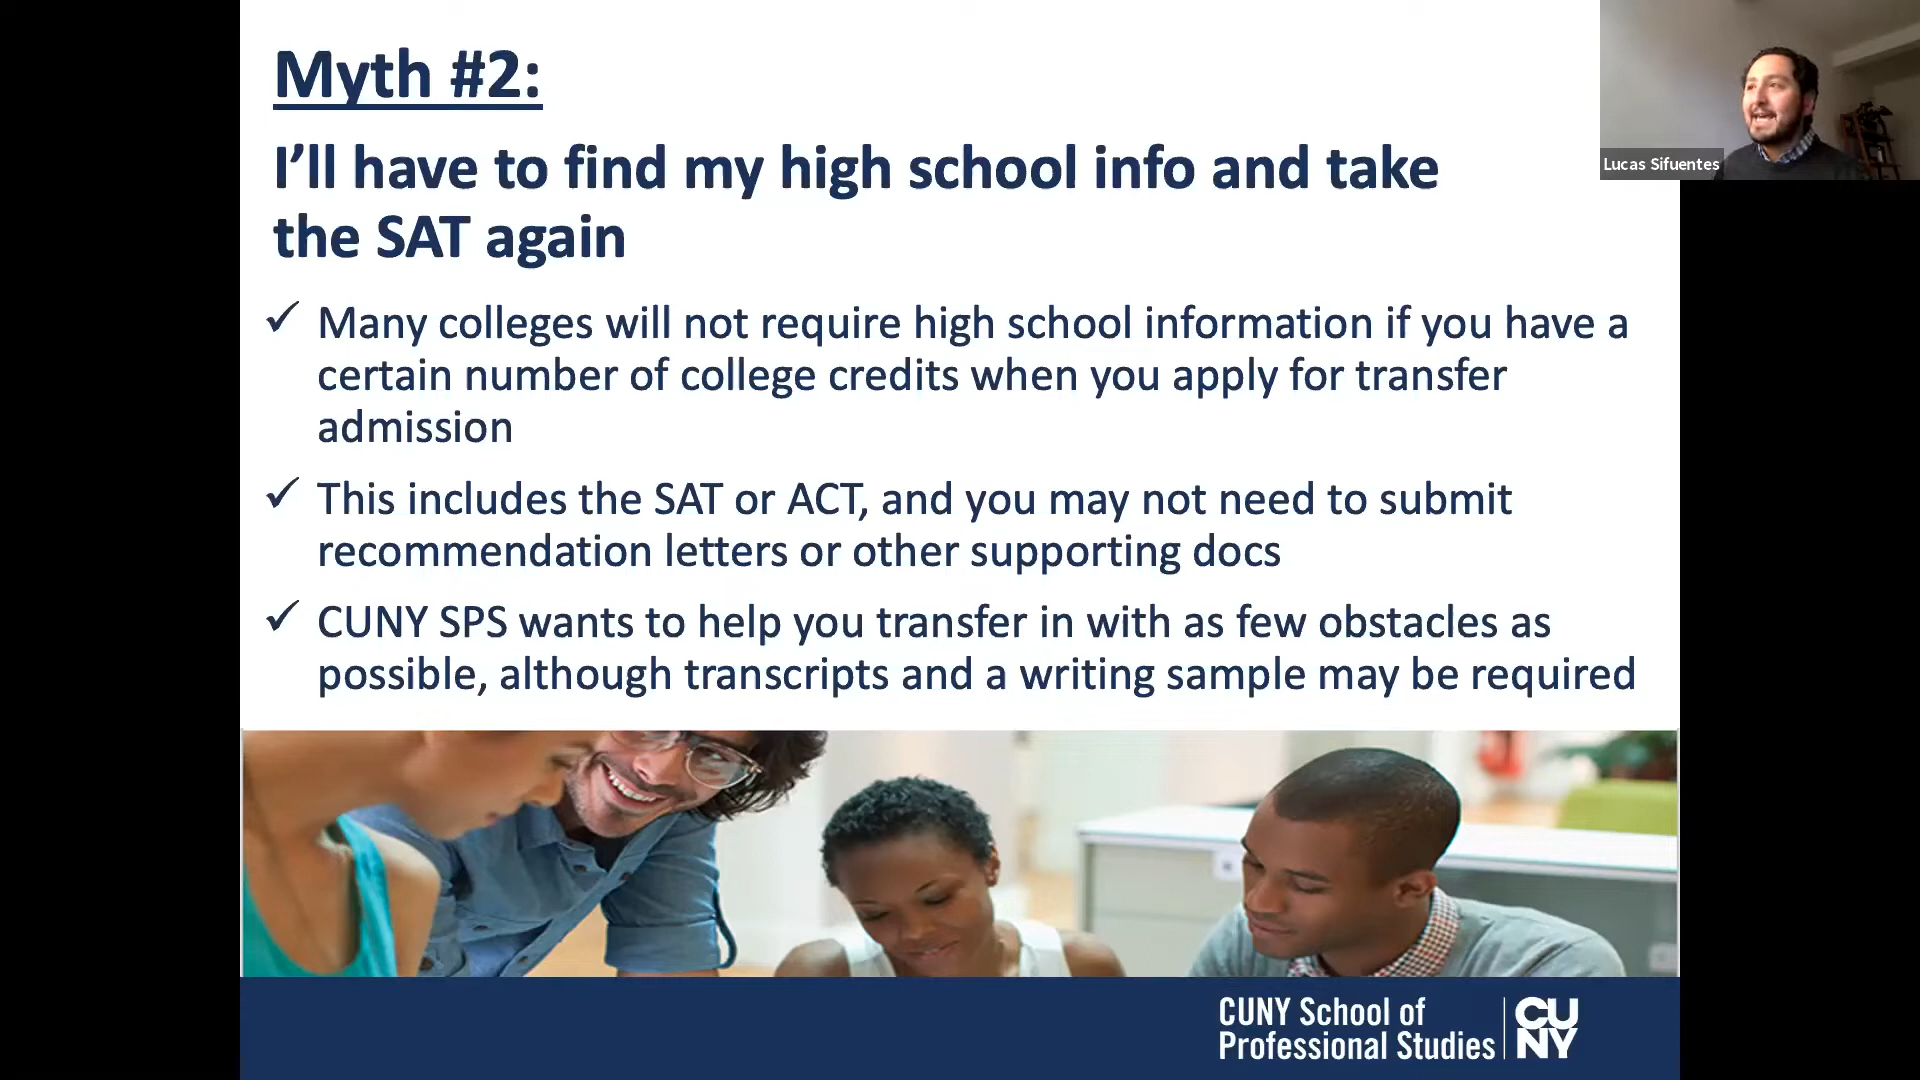 Myth #2:
I’ll have to find my high school info and take
the SAT again
✓ Many colleges will not require high school information if you have a
certain number of college credits when you apply for transfer
admission
✓ This includes the SAT or ACT, and you may not need to submit
recommendation letters or other supporting docs
✓ CUNY SPS wants to help you transfer in with as few obstacles as
possible, although transcripts and a writing sample may be required
Lucas Sifuentes
CUNY School of
Professional Studies
CU
NY